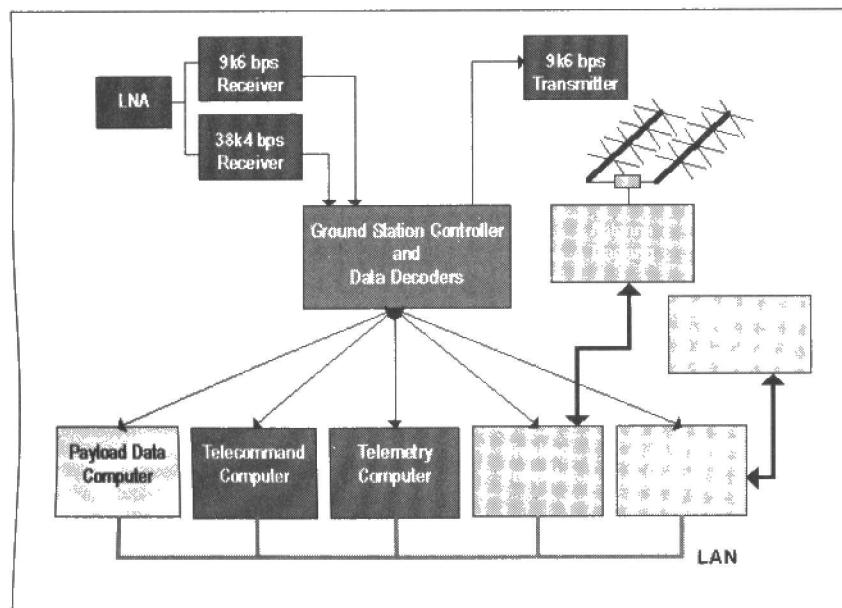 9k6 bps
Receiver
LNA
38k4 bps
Receiver
9k6 bps
Transmitter
Ground Station Controller
and
Data Decoders
Payload Data
Computer
Telecommand
Computer
Telemetry
Computer
LAN